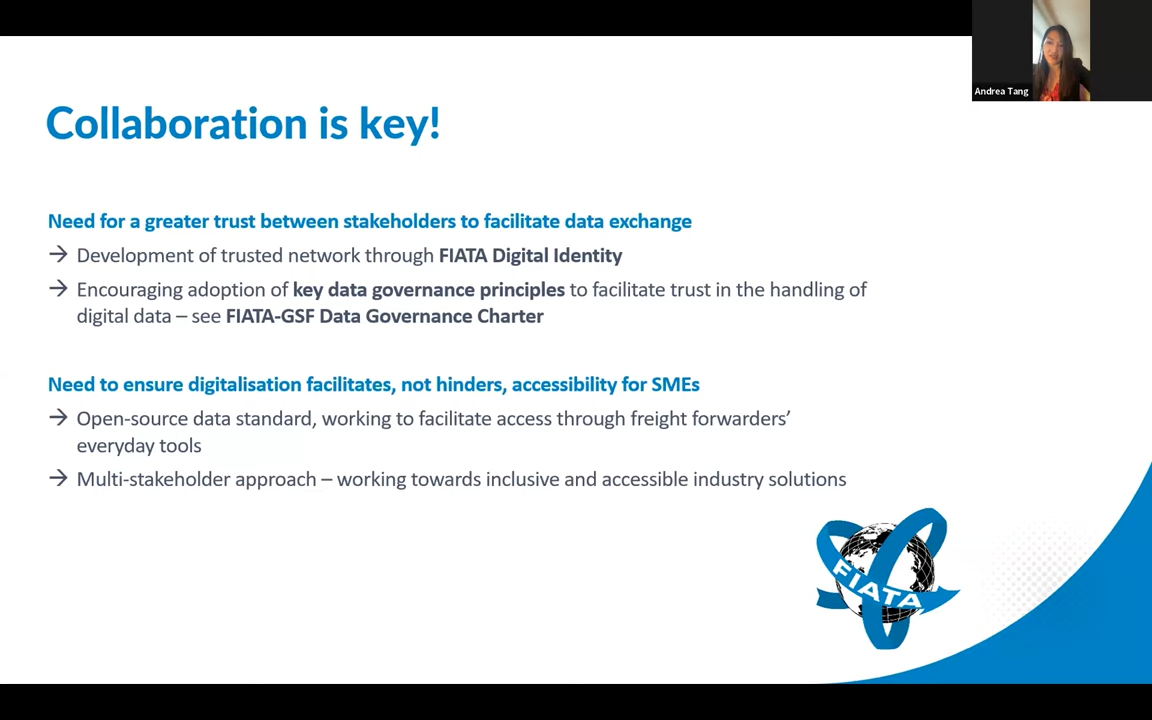 Andrea Tang
Collaboration is key!
Need for a greater trust between stakeholders to facilitate data exchange
→ Development of trusted network through FIATA Digital Identity
→ Encouraging adoption of key data governance principles to facilitate trust in the handling of
digital data – see FIATA-GSF Data Governance Charter
Need to ensure digitalisation facilitates, not hinders, accessibility for SMEs
→ Open-source data standard, working to facilitate access through freight forwarders’
everyday tools
→ Multi-stakeholder approach – working towards inclusive and accessible industry solutions
FIATA